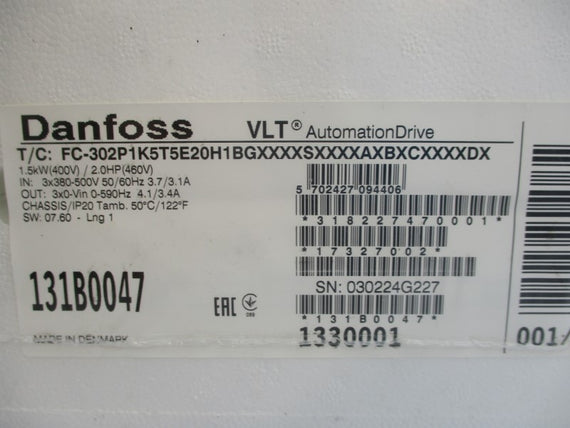 Danfoss VLT® AutomationDrive
T/C: FC-302P1K5T5E20H1BGXXXXSXXXXAXBXCXXXXDX
1.5kW(400V) / 2.0HP(460V)
IN: 3x380-500V 50/60Hz 3.7/3.1A
OUT: 3x0-Vin 0-590Hz 4.1/3.4A
CHASSIS/IP20 Tamb. 50°C/122°F
SW: 07.60 - Lng 1
5 702427 094406
*318227470001*
*17327002*
SN: 030224G227
131B0047
EAC
089
*131B0047*
MADE IN DENMARK
1330001
001/